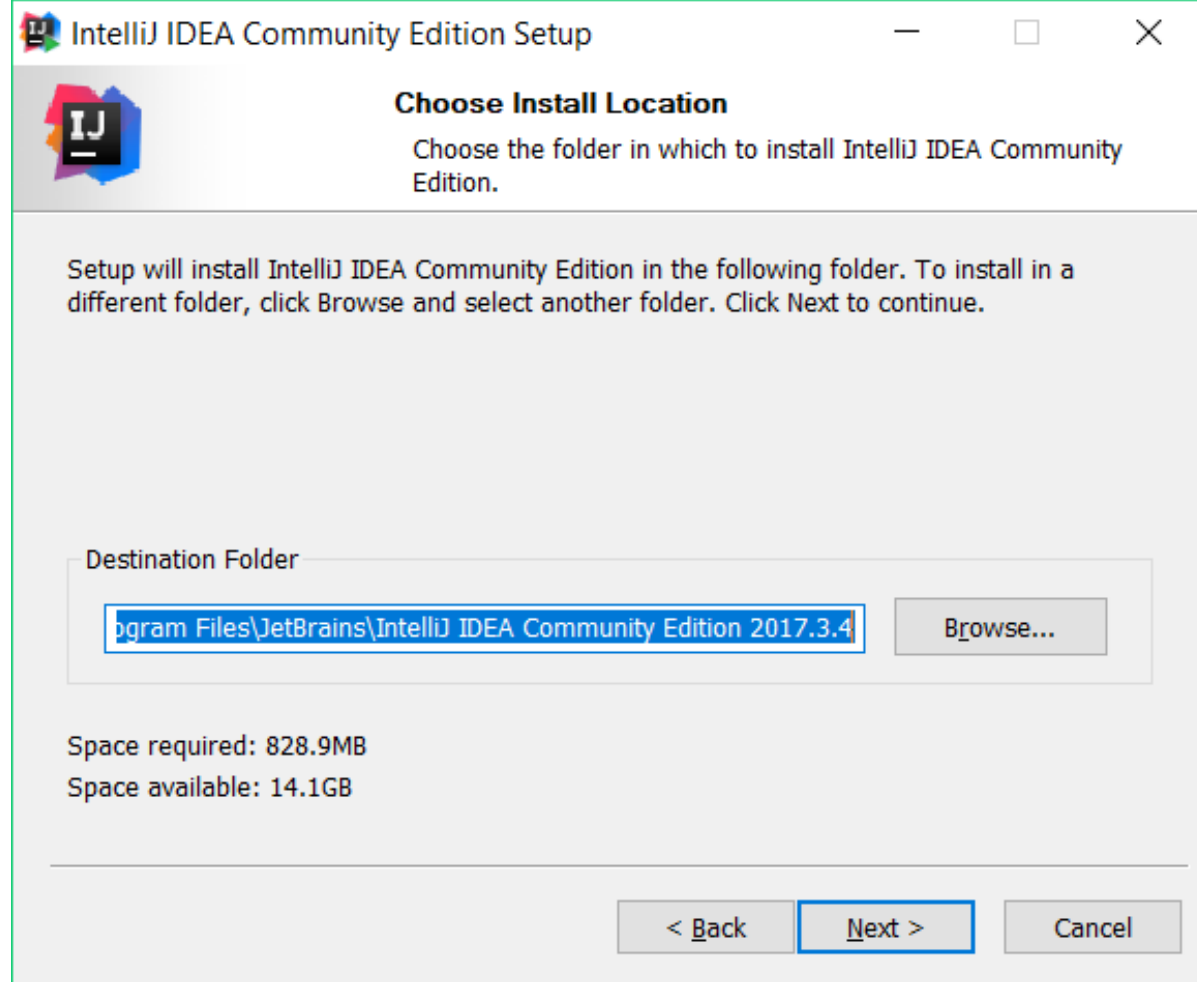 IntelliJ IDEA Community Edition Setup
IJ
Choose Install Location
Choose the folder in which to install IntelliJ IDEA Community
Edition.
Setup will install IntelliJ IDEA Community Edition in the following folder. To install in a
different folder, click Browse and select another folder. Click Next to continue.
Destination Folder
ogram Files\JetBrains\IntelliJ IDEA Community Edition 2017.3.4
Browse...
Space required: 828.9MB
Space available: 14.1GB
< Back
Next >
Cancel